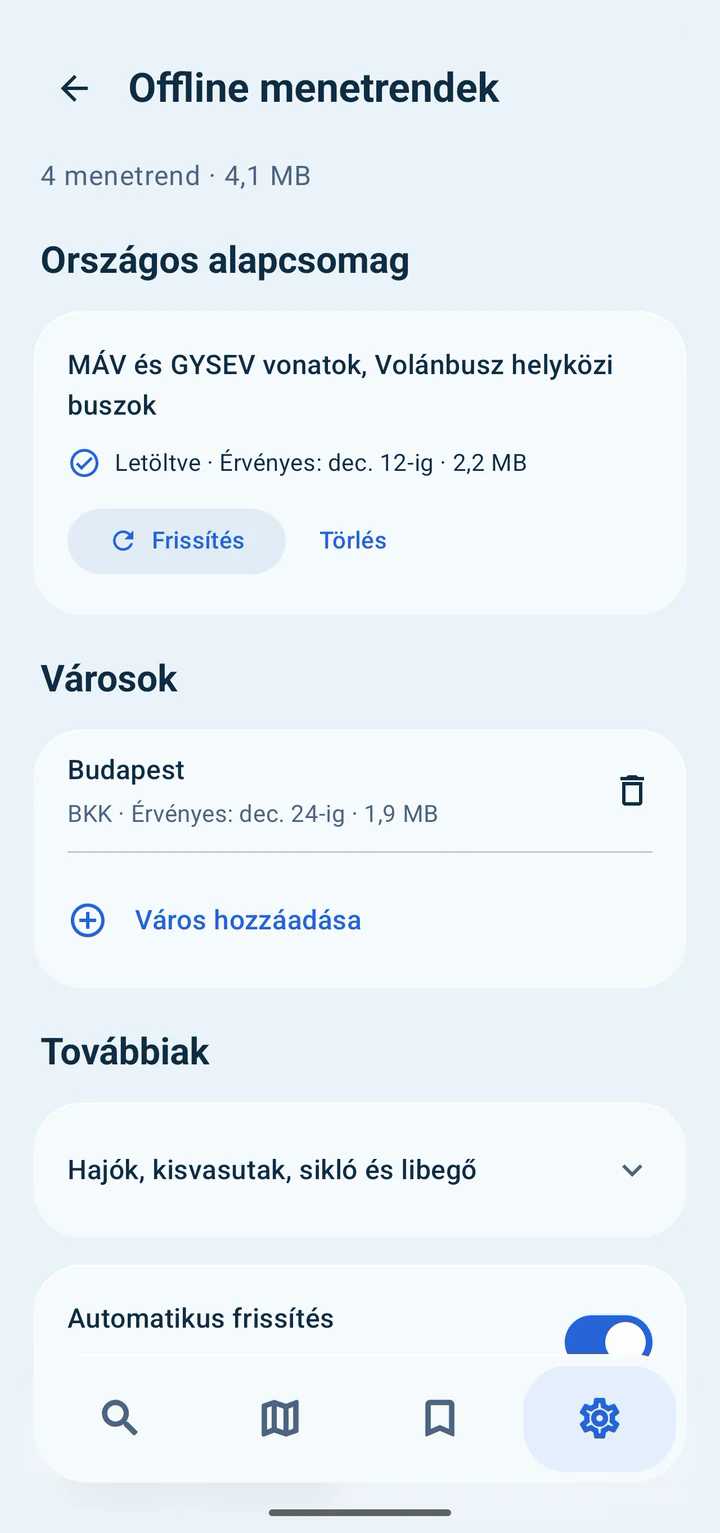 Offline menetrendek
4 menetrend · 4,1 MB
Országos alapcsomag
MÁV és GYSEV vonatok, Volánbusz helyközi
buszok
Letöltve · Érvényes: dec. 12-ig · 2,2 MB
Frissítés
Törlés
Városok
Budapest
BKK · Érvényes: dec. 24-ig · 1,9 MB
Város hozzáadása
Továbbiak
Hajók, kisvasutak, sikló és libegő
Automatikus frissítés